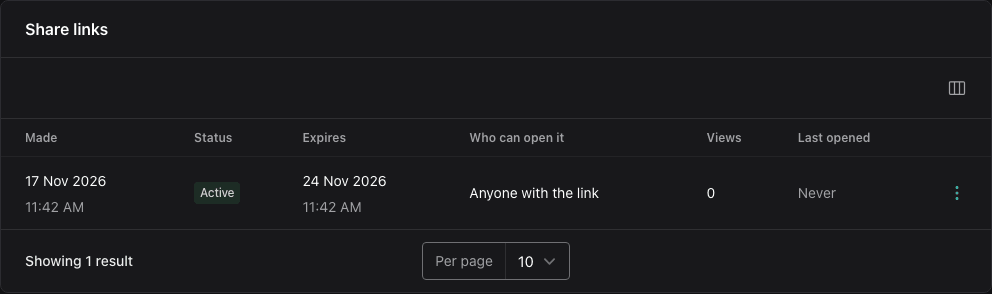 Share links
Made Status Expires Who can open it Views Last opened
17 Nov 2026 Active 24 Nov 2026 Anyone with the link 0 Never
11:42 AM 11:42 AM
Showing 1 result Per page 10